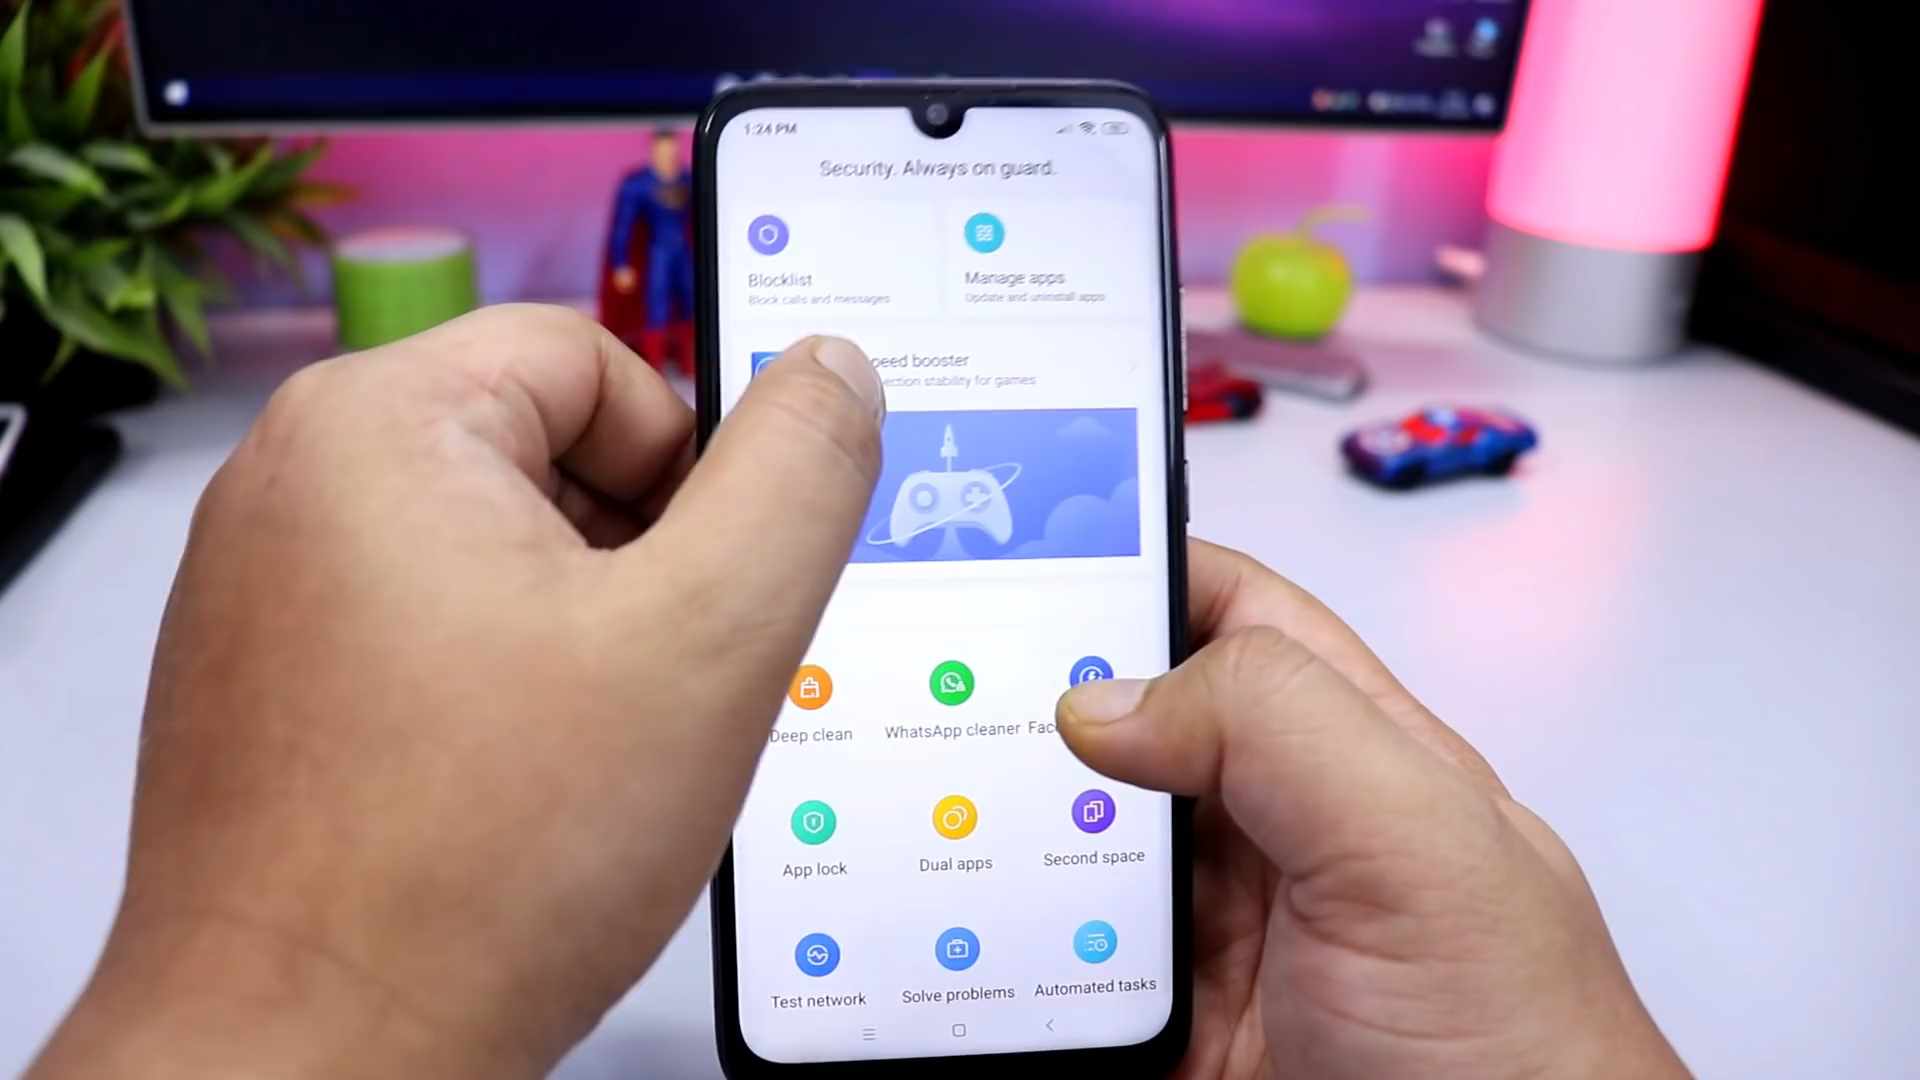 1:24 PM
Security. Always on guard.
Blocklist
Block calls and messages
Manage apps
Update and uninstall apps
peed booster
ection stability for games
Deep clean
WhatsApp cleaner
Fac
App lock
Dual apps
Second space
Test network
Solve problems
Automated tasks